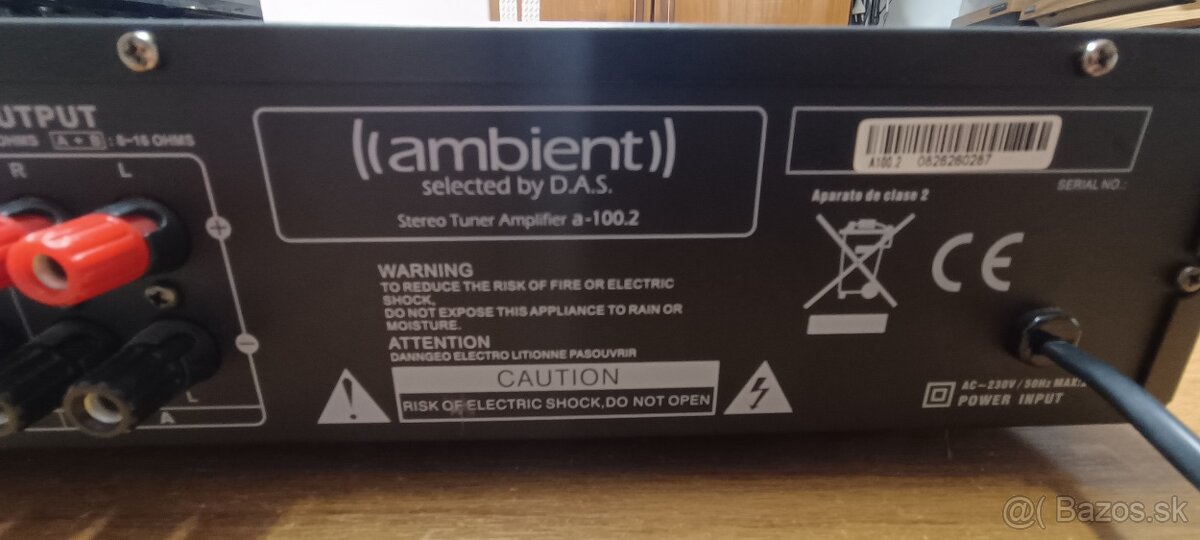 UTPUT
OHMS A + B : 8~16 OHMS
R L
+
−
L
A
((ambient))
selected by D.A.S.
Stereo Tuner Amplifier a-100.2
WARNING
TO REDUCE THE RISK OF FIRE OR ELECTRIC
SHOCK,
DO NOT EXPOSE THIS APPLIANCE TO RAIN OR
MOISTURE.
ATTENTION
DANNGEO ELECTRO LITIONNE PASOUVRIR
CAUTION
RISK OF ELECTRIC SHOCK,DO NOT OPEN
A100.2 0626260287
SERIAL NO.:
Aparato de clase 2
CE
AC~230V/50Hz MAX:
POWER INPUT
@( Bazos.sk